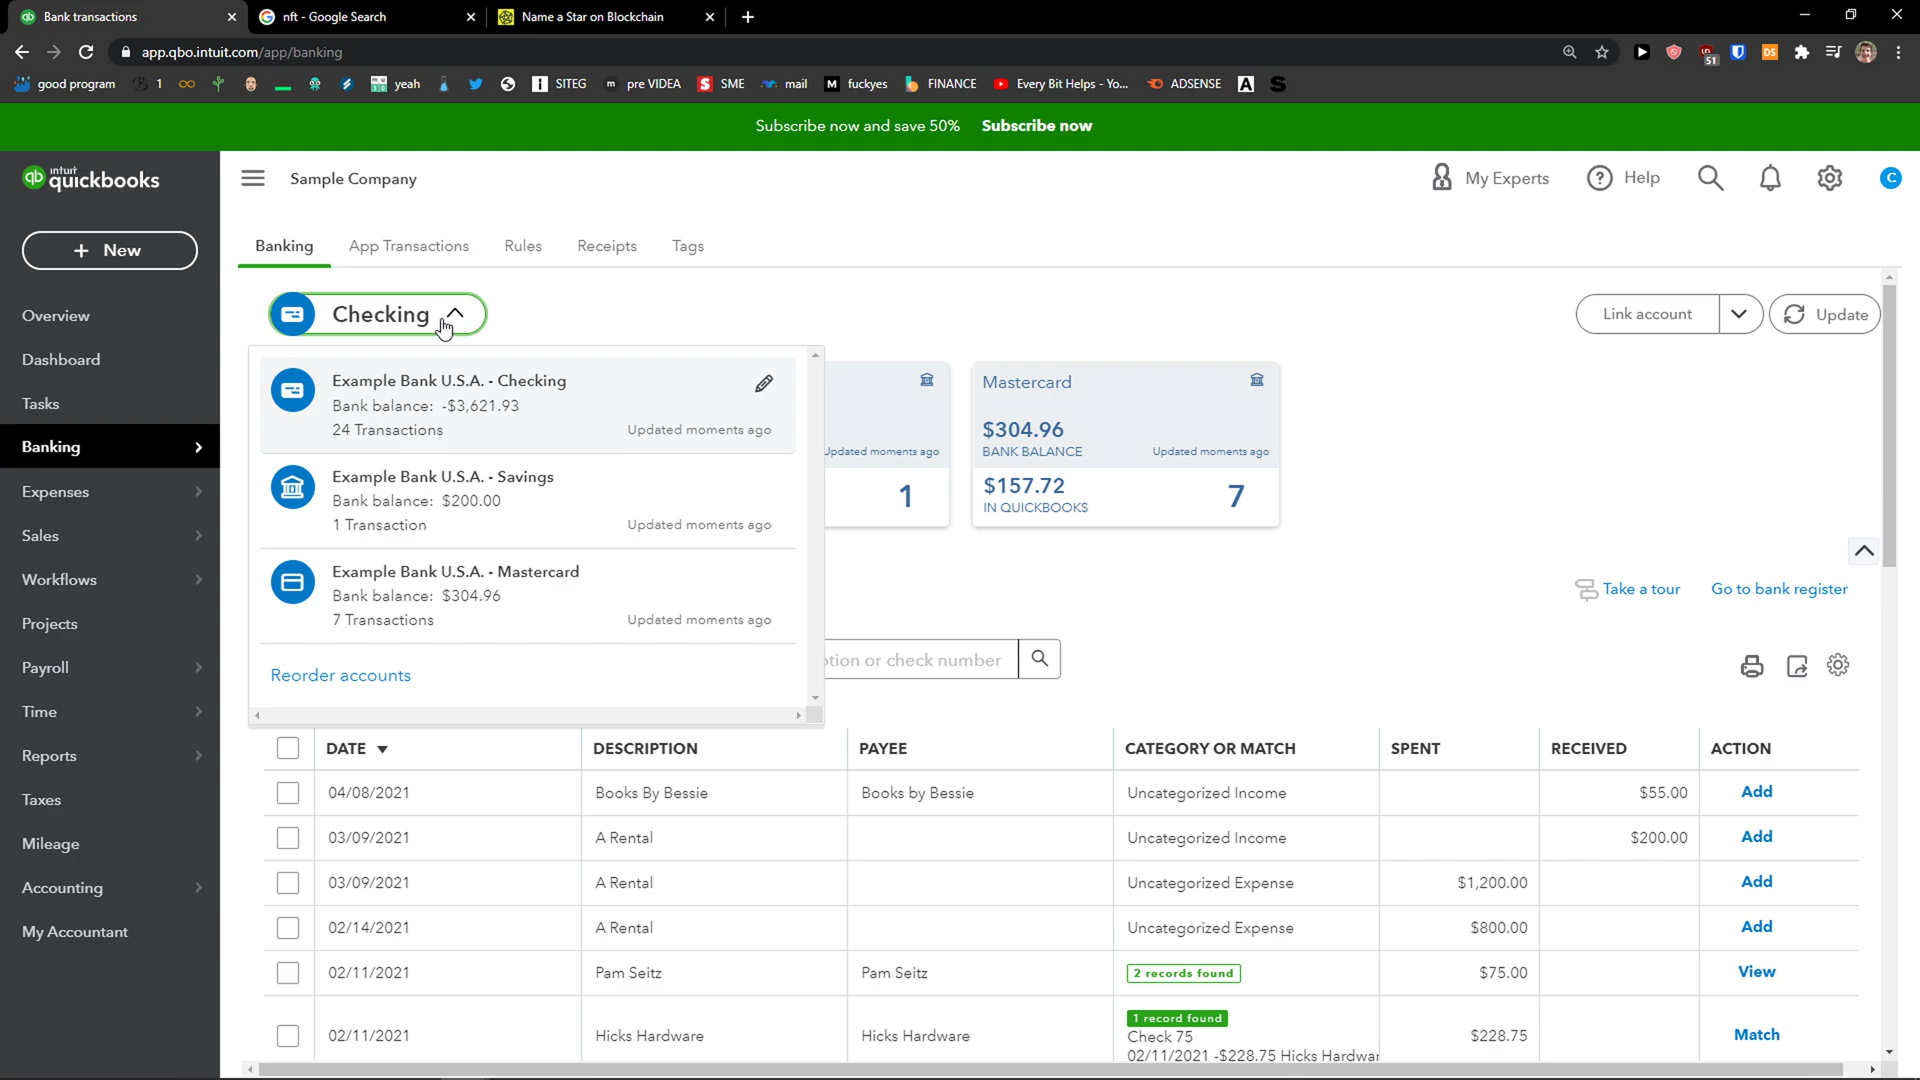 Bank transactions
nft - Google Search
Name a Star on Blockchain
app.qbo.intuit.com/app/banking
51
DS
good program
1
yeah
SITEG
m pre VIDEA
S SME
mail
M fuckyes
FINANCE
Every Bit Helps - Yo...
ADSENSE
A
S
Subscribe now and save 50% Subscribe now
intuit
quickbooks
Sample Company
My Experts
Help
C
+ New
Banking
App Transactions
Rules
Receipts
Tags
Overview
Dashboard
Tasks
Banking
Expenses
Sales
Workflows
Projects
Payroll
Time
Reports
Taxes
Mileage
Accounting
My Accountant
Checking
Link account
Update
Example Bank U.S.A. - Checking
Bank balance: -$3,621.93
24 Transactions
Updated moments ago
Example Bank U.S.A. - Savings
Bank balance: $200.00
1 Transaction
Updated moments ago
Example Bank U.S.A. - Mastercard
Bank balance: $304.96
7 Transactions
Updated moments ago
Reorder accounts
Updated moments ago
1
Mastercard
$304.96
BANK BALANCE
Updated moments ago
$157.72
IN QUICKBOOKS
7
Take a tour
Go to bank register
ption or check number
DATE
DESCRIPTION
PAYEE
CATEGORY OR MATCH
SPENT
RECEIVED
ACTION
04/08/2021 Books By Bessie Books by Bessie Uncategorized Income $55.00 Add
03/09/2021 A Rental Uncategorized Income $200.00 Add
03/09/2021 A Rental Uncategorized Expense $1,200.00 Add
02/14/2021 A Rental Uncategorized Expense $800.00 Add
02/11/2021 Pam Seitz Pam Seitz 2 records found $75.00 View
1 record found
02/11/2021 Hicks Hardware Hicks Hardware Check 75 $228.75 Match
02/11/2021 -$228.75 Hicks Hardwar